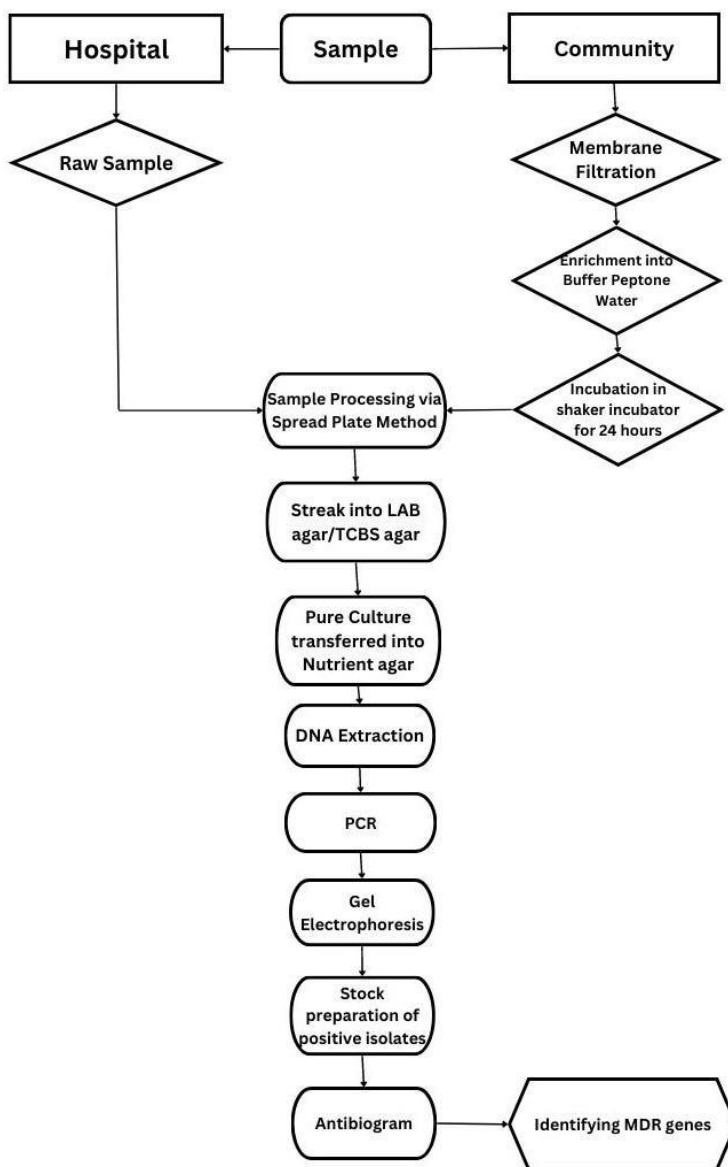 Hospital
Sample
Community
Raw Sample
Membrane
Filtration
Enrichment into
Buffer Peptone
Water
Sample Processing via
Spread Plate Method
Incubation in
shaker incubator
for 24 hours
Streak into LAB
agar/TCBS agar
Pure Culture
transferred into
Nutrient agar
DNA Extraction
PCR
Gel
Electrophoresis
Stock
preparation of
positive isolates
Antibiogram
Identifying MDR genes